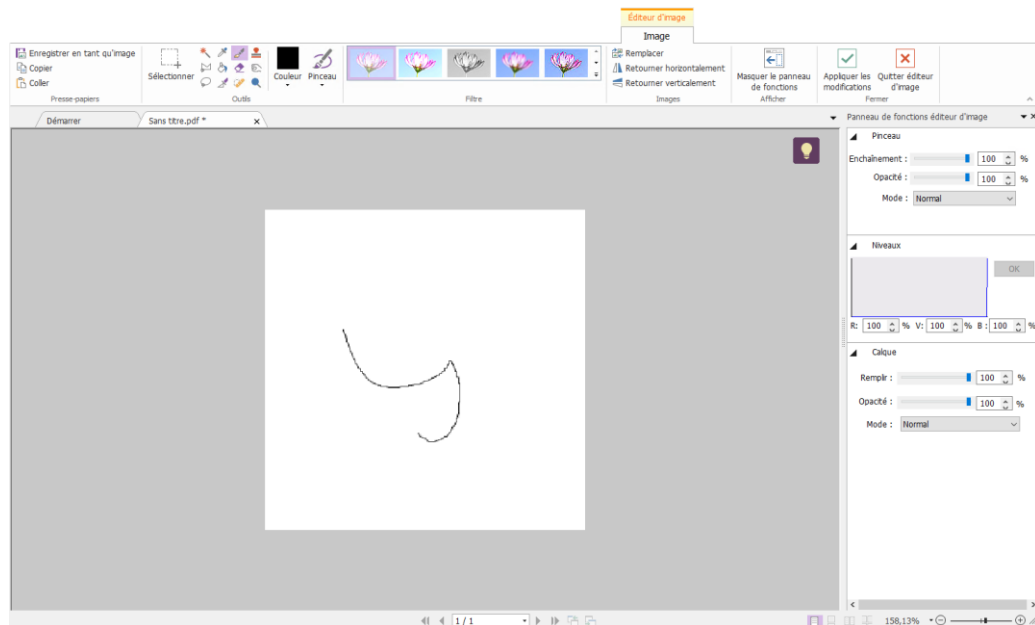 Éditeur d'image
Image
Enregistrer en tant qu'image
Copier
Coller
Presse-papiers
Sélectionner
Outils
Couleur
Pinceau
Filtre
Remplacer
Retourner horizontalement
Retourner verticalement
Images
Masquer le panneau
de fonctions
Afficher
Appliquer les
modifications
Quitter éditeur
d'image
Fermer
Démarrer
Sans titre.pdf *
Panneau de fonctions éditeur d'image
Pinceau
Enchaînement : 100 %
Opacité : 100 %
Mode : Normal
Niveaux
OK
R: 100 % V: 100 % B : 100 %
Calque
Remplir : 100 %
Opacité : 100 %
Mode : Normal
1 / 1
158,13%